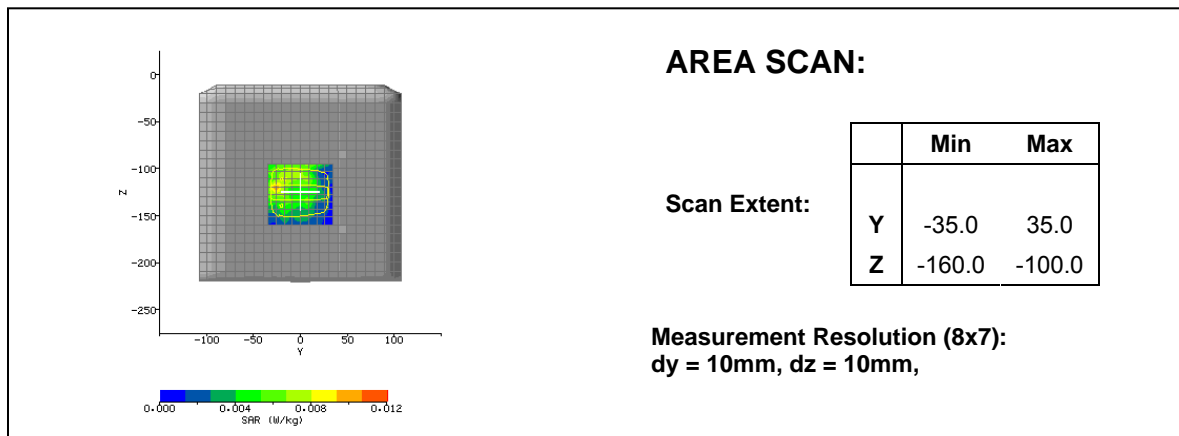 AREA SCAN:
0
-50
-100
-150
-200
-250
Z
-100 -50 0 50 100
Y
0.000 0.004 0.008 0.012
SAR (W/kg)
Scan Extent:
Min Max
Y -35.0 35.0
Z -160.0 -100.0
Measurement Resolution (8x7):
dy = 10mm, dz = 10mm,